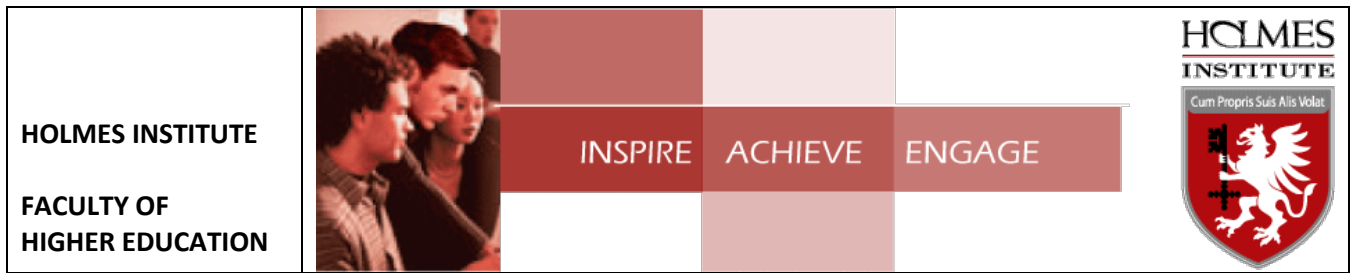 HOLMES INSTITUTE
FACULTY OF
HIGHER EDUCATION
INSPIRE ACHIEVE ENGAGE
HOLMES
INSTITUTE
Cum Propris Suis Alis Volat